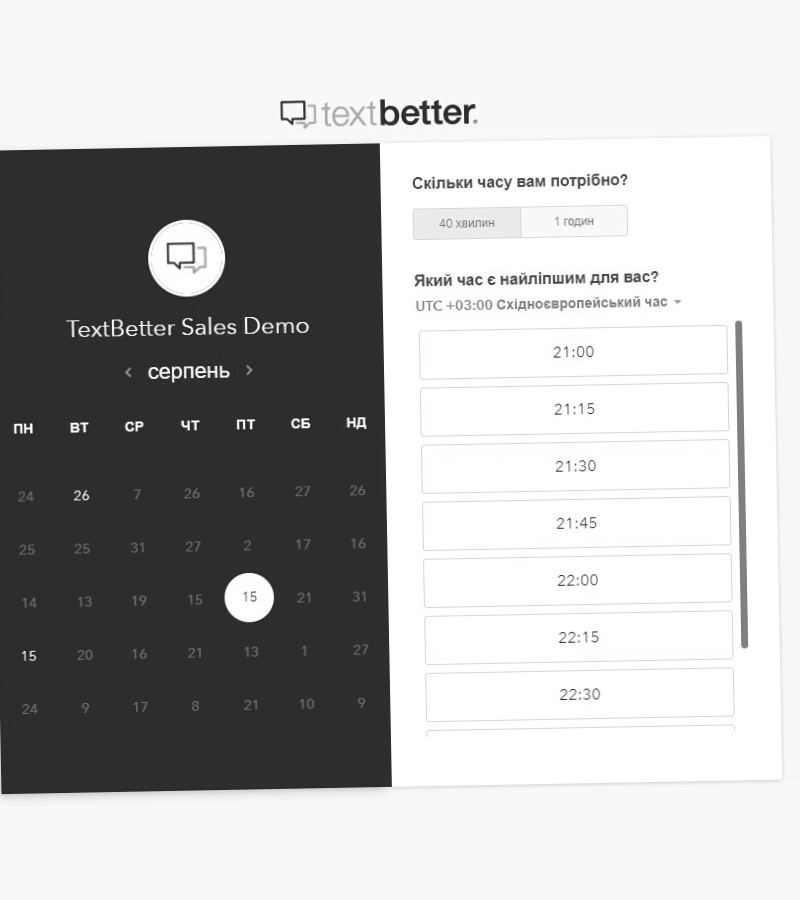 textbetter.
TextBetter Sales Demo
серпень
ПН ВТ СР ЧТ ПТ СБ НД
24 26 7 26 16 27 26
25 25 31 27 2 17 16
14 13 19 15 15 21 31
15 20 16 21 13 1 27
24 9 17 8 21 10 9
Скільки часу вам потрібно?
40 хвилин 1 годин
Який час є найліпшим для вас?
UTC +03:00 Східноєвропейський час
21:00
21:15
21:30
21:45
22:00
22:15
22:30